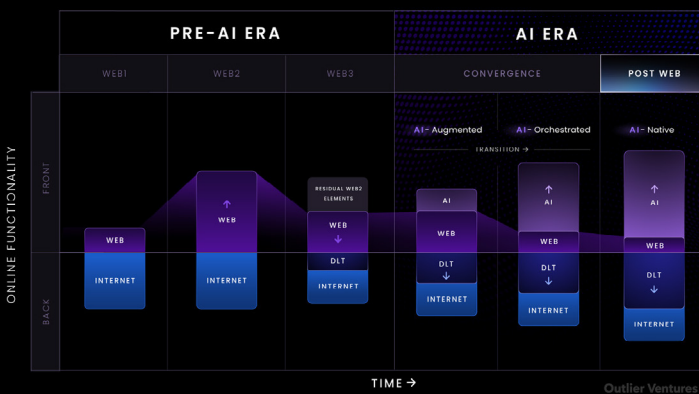 PRE-AI ERA
AI ERA
WEB1
WEB2
WEB3
CONVERGENCE
POST WEB
ONLINE FUNCTIONALITY
FRONT
BACK
AI- Augmented
AI- Orchestrated
AI- Native
TRANSITION →
RESIDUAL WEB2
ELEMENTS
WEB
INTERNET
↑
WEB
INTERNET
WEB
↓
DLT
INTERNET
AI
WEB
DLT
↓
INTERNET
↑
AI
WEB
DLT
↓
INTERNET
↑
AI
WEB
DLT
↓
INTERNET
TIME →
Outlier Ventures